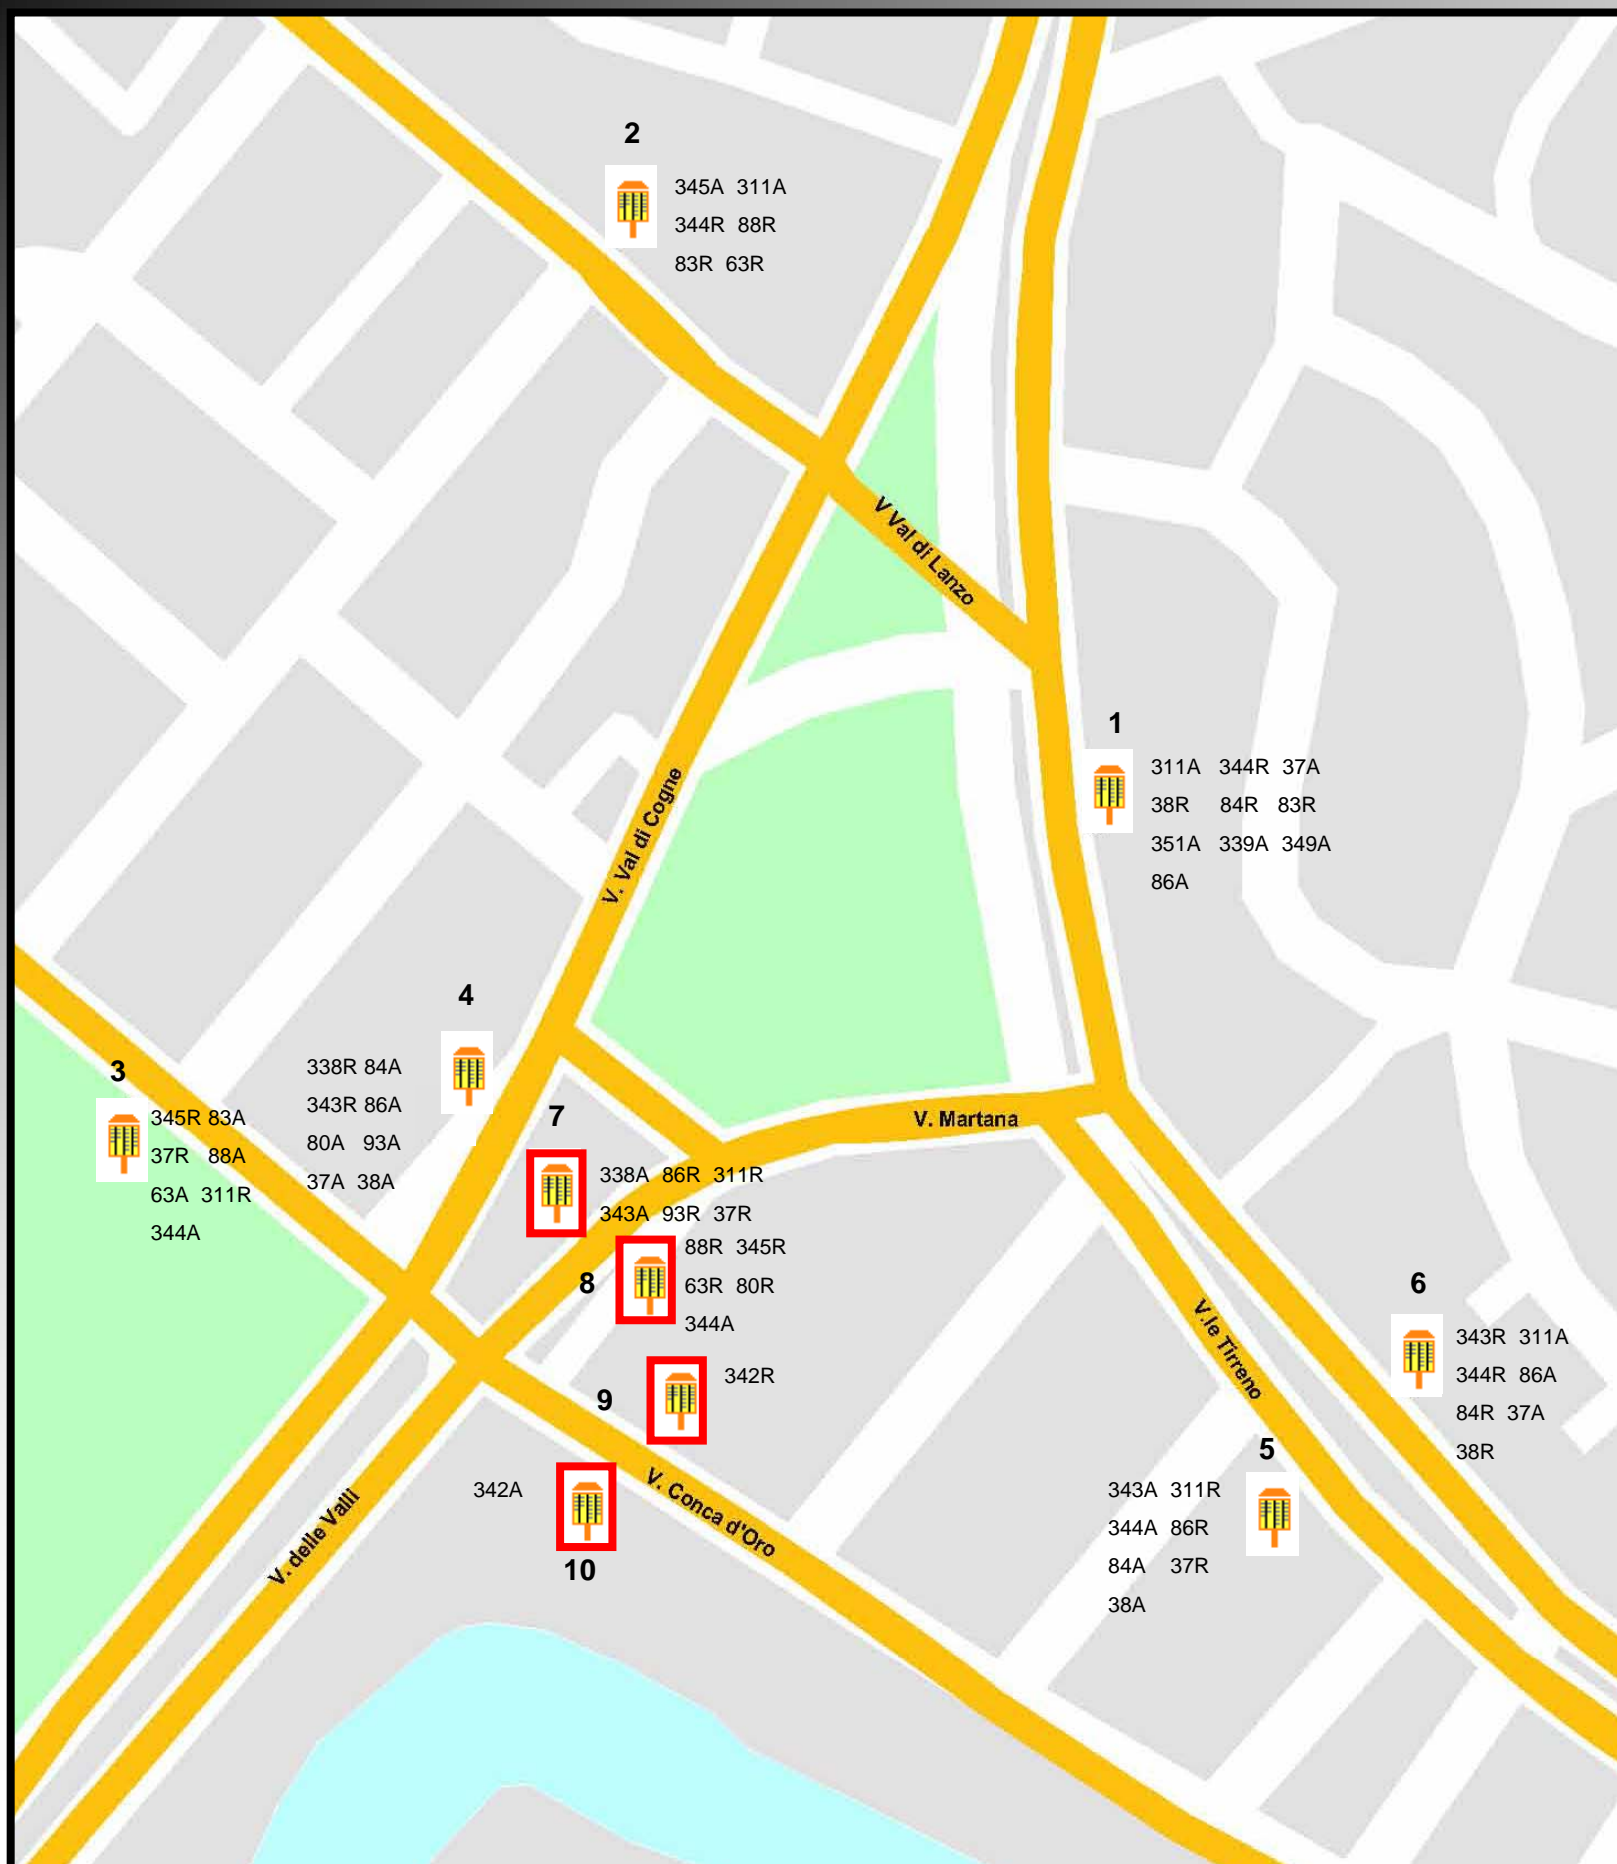 2
345A 311A
344R 88R
83R 63R
V Val di Lanzo
1
311A 344R 37A
38R 84R 83R
351A 339A 349A
86A
V. Val di Cogne
4
338R 84A
343R 86A
80A 93A
37A 38A
3
345R 83A
37R 88A
63A 311R
344A
V. Martana
7
338A 86R 311R
343A 93R 37R
8
88R 345R
63R 80R
344A
9
342R
10
342A
V. delle Valli
V. Conca d'Oro
V.le Tirreno
6
343R 311A
344R 86A
84R 37A
38R
5
343A 311R
344A 86R
84A 37R
38A